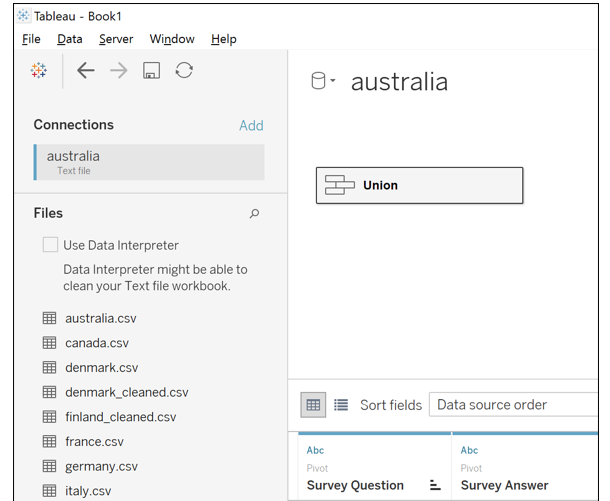 Tableau - Book1
File Data Server Window Help
australia
Connections Add
australia
Text file
Union
Files
Use Data Interpreter
Data Interpreter might be able to
clean your Text file workbook.
australia.csv
canada.csv
denmark.csv
denmark_cleaned.csv
finland_cleaned.csv
france.csv
germany.csv
italy.csv
Sort fields Data source order
Abc Abc
Pivot Pivot
Survey Question Survey Answer